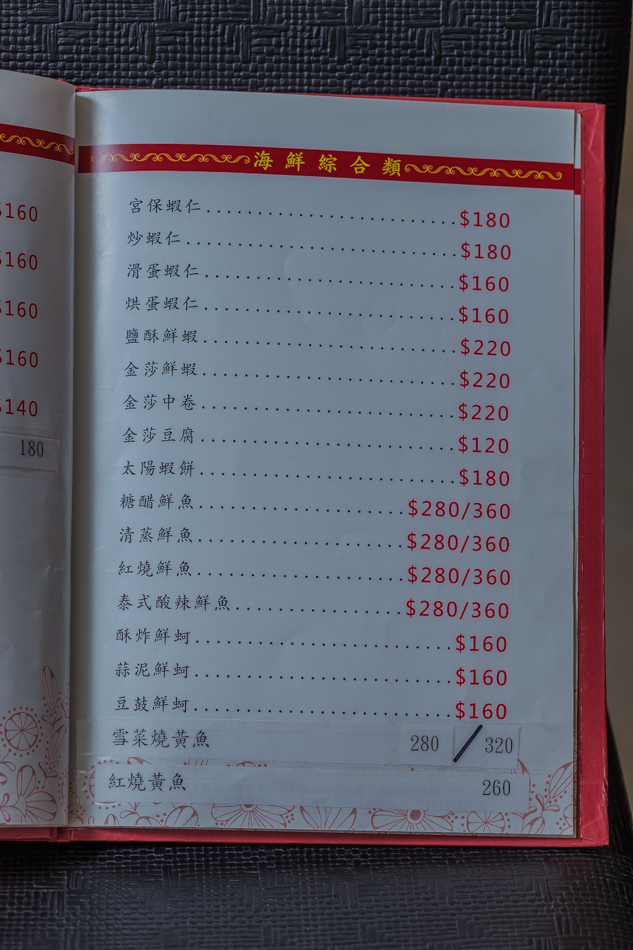 $160
$160
$160
$160
$140
180
海鮮綜合類
宮保蝦仁........................$180
炒蝦仁..........................$180
滑蛋蝦仁........................$160
烘蛋蝦仁........................$160
鹽酥鮮蝦........................$220
金莎鮮蝦........................$220
金莎中卷........................$220
金莎豆腐........................$120
太陽蝦餅........................$180
糖醋鮮魚....................$280/360
清蒸鮮魚....................$280/360
紅燒鮮魚....................$280/360
泰式酸辣鮮魚................$280/360
酥炸鮮蚵........................$160
蒜泥鮮蚵........................$160
豆鼓鮮蚵........................$160
雪菜燒黃魚 280 / 320
紅燒黃魚 260